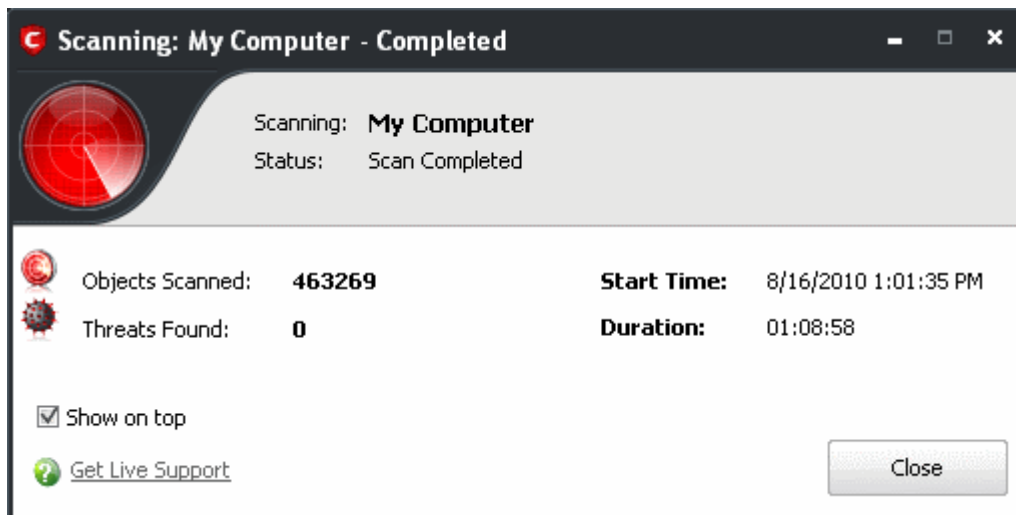 Scanning: My Computer - Completed
Scanning: My Computer
Status: Scan Completed
Objects Scanned: 463269
Start Time: 8/16/2010 1:01:35 PM
Threats Found: 0
Duration: 01:08:58
Show on top
Get Live Support
Close